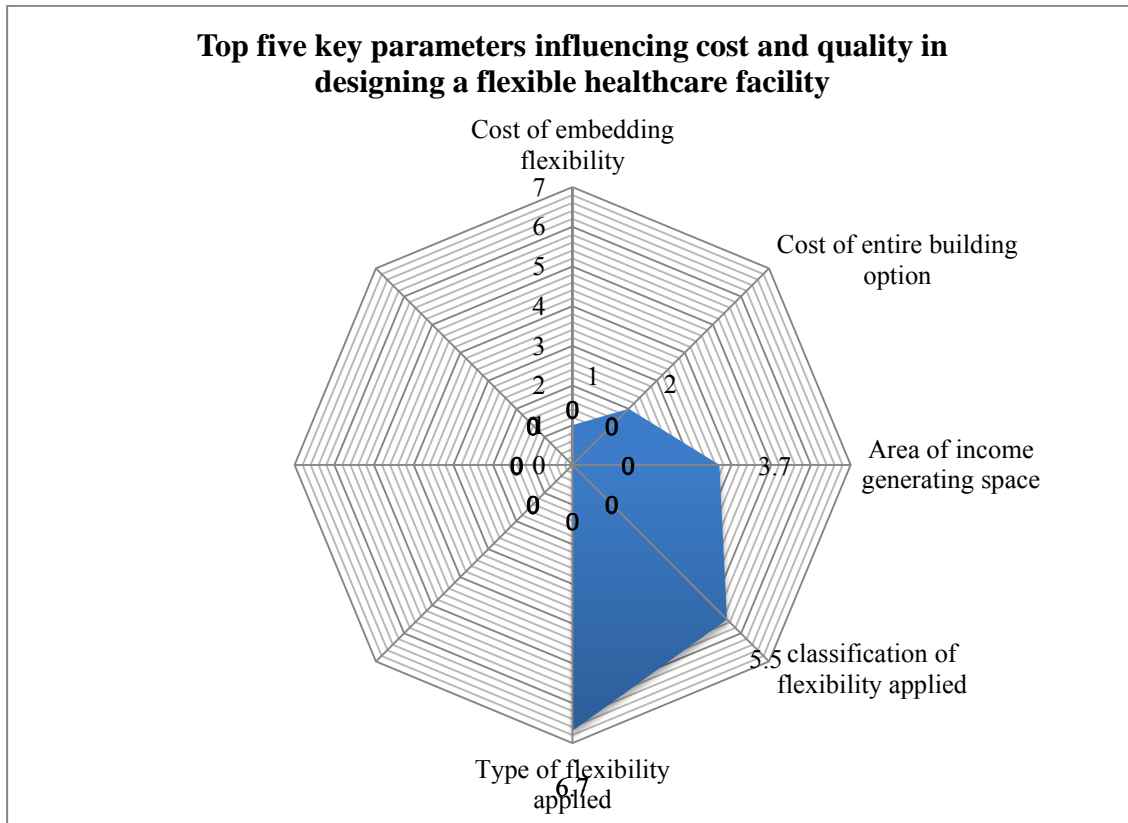 Top five key parameters influencing cost and quality in
designing a flexible healthcare facility
Cost of embedding
flexibility
7
6
5
4
3
2
1
0
Cost of entire building
option
Area of income
generating space
classification of
flexibility applied
Type of flexibility
applied
1
2
3.7
5.5
6.7
0
0
0
0
0
0
0
0